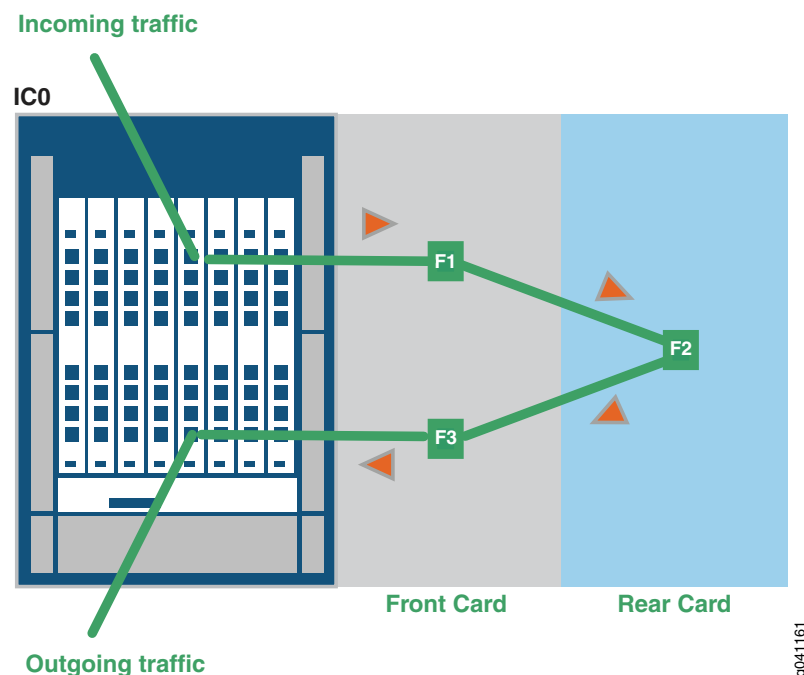 Incoming traffic
IC0
F1
F2
F3
Front Card
Rear Card
Outgoing traffic
g041161